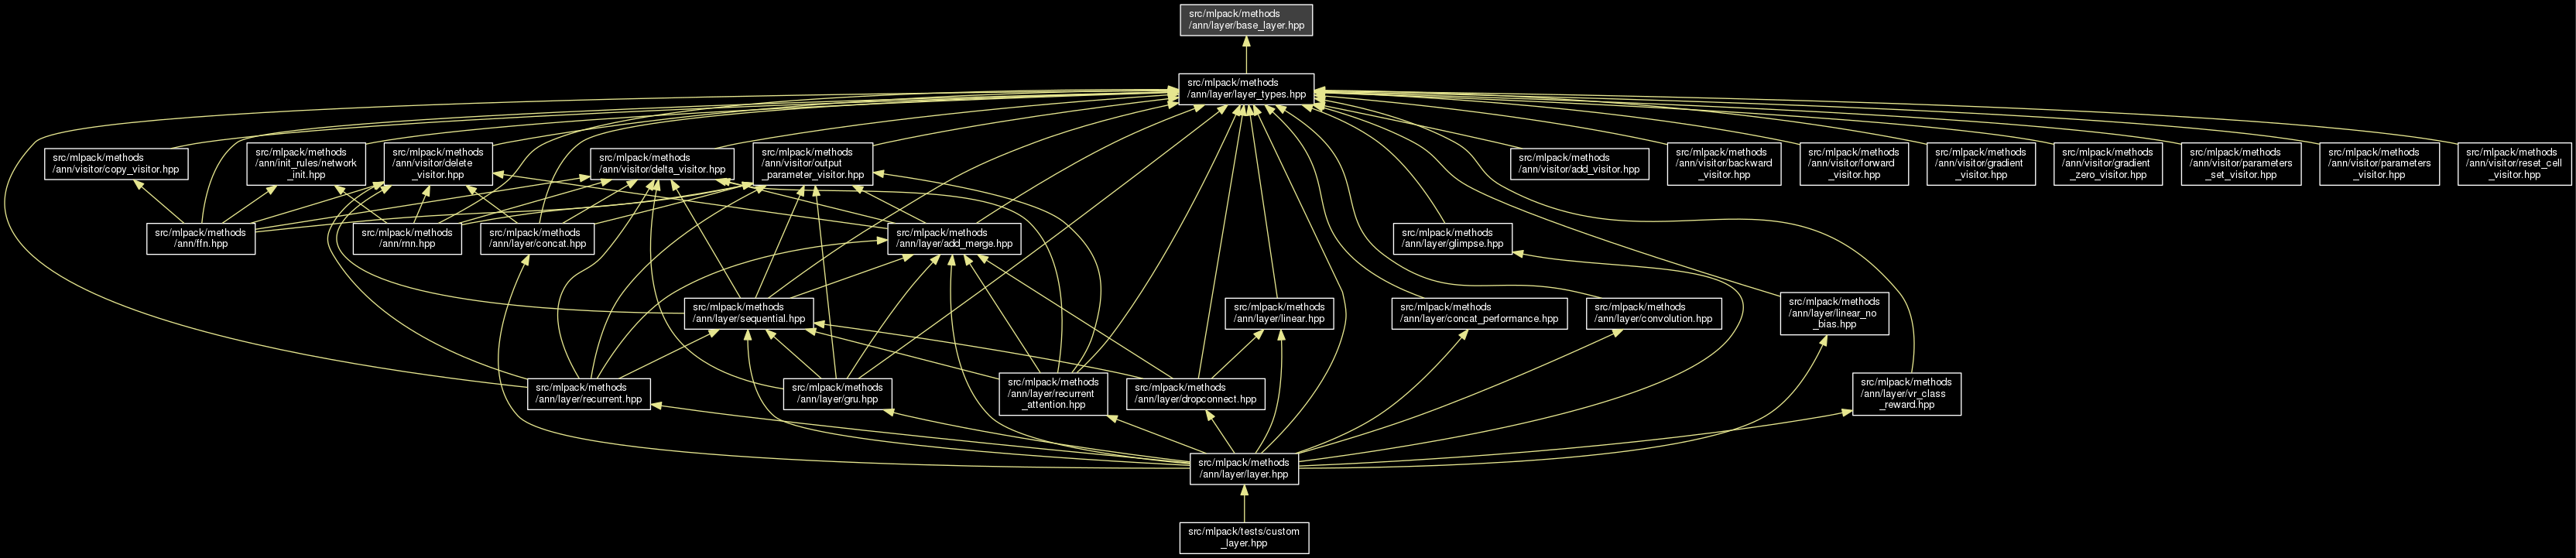 src/mlpack/methods
/ann/layer/base_layer.hpp
src/mlpack/methods
/ann/layer/layer_types.hpp
src/mlpack/methods
/ann/visitor/copy_visitor.hpp
src/mlpack/methods
/ann/init_rules/network
_init.hpp
src/mlpack/methods
/ann/visitor/delete
_visitor.hpp
src/mlpack/methods
/ann/visitor/delta_visitor.hpp
src/mlpack/methods
/ann/visitor/output
_parameter_visitor.hpp
src/mlpack/methods
/ann/visitor/add_visitor.hpp
src/mlpack/methods
/ann/visitor/backward
_visitor.hpp
src/mlpack/methods
/ann/visitor/forward
_visitor.hpp
src/mlpack/methods
/ann/visitor/gradient
_visitor.hpp
src/mlpack/methods
/ann/visitor/gradient
_zero_visitor.hpp
src/mlpack/methods
/ann/visitor/parameters
_set_visitor.hpp
src/mlpack/methods
/ann/visitor/parameters
_visitor.hpp
src/mlpack/methods
/ann/visitor/reset_cell
_visitor.hpp
src/mlpack/methods
/ann/ffn.hpp
src/mlpack/methods
/ann/rnn.hpp
src/mlpack/methods
/ann/layer/concat.hpp
src/mlpack/methods
/ann/layer/add_merge.hpp
src/mlpack/methods
/ann/layer/glimpse.hpp
src/mlpack/methods
/ann/layer/sequential.hpp
src/mlpack/methods
/ann/layer/linear.hpp
src/mlpack/methods
/ann/layer/concat_performance.hpp
src/mlpack/methods
/ann/layer/convolution.hpp
src/mlpack/methods
/ann/layer/linear_no
_bias.hpp
src/mlpack/methods
/ann/layer/recurrent.hpp
src/mlpack/methods
/ann/layer/gru.hpp
src/mlpack/methods
/ann/layer/recurrent
_attention.hpp
src/mlpack/methods
/ann/layer/dropconnect.hpp
src/mlpack/methods
/ann/layer/vr_class
_reward.hpp
src/mlpack/methods
/ann/layer/layer.hpp
src/mlpack/tests/custom
_layer.hpp